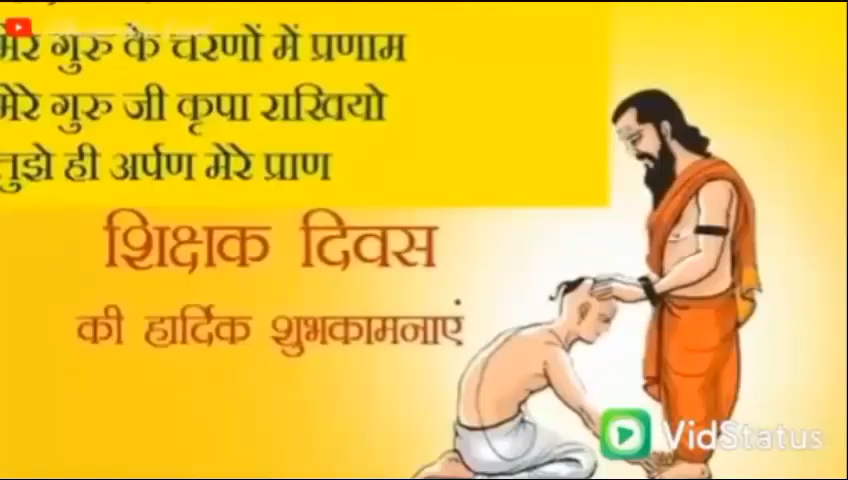 मेरे गुरु के चरणों में प्रणाम
मेरे गुरु जी कृपा राखियो
तुझे ही अर्पण मेरे प्राण
शिक्षक दिवस
की हार्दिक शुभकामनाएं
VidStatus